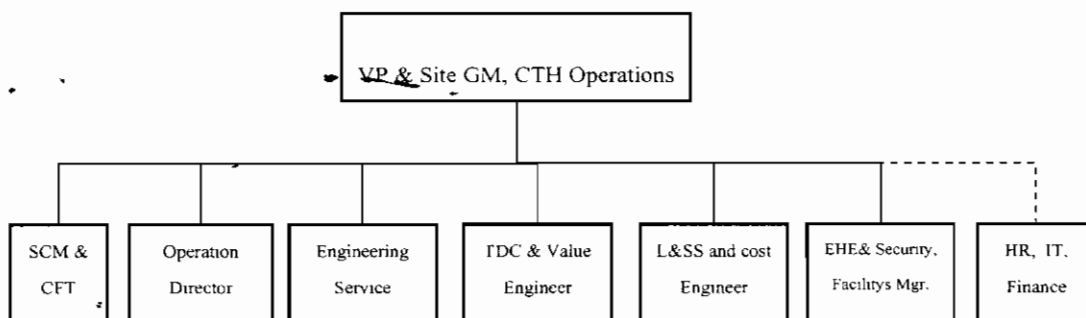 VP & Site GM, CTH Operations
SCM &
CFT
Operation
Director
Engineering
Service
TDC & Value
Engineer
L&SS and cost
Engineer
EHE& Security,
Facilitys Mgr.
HR, IT,
Finance